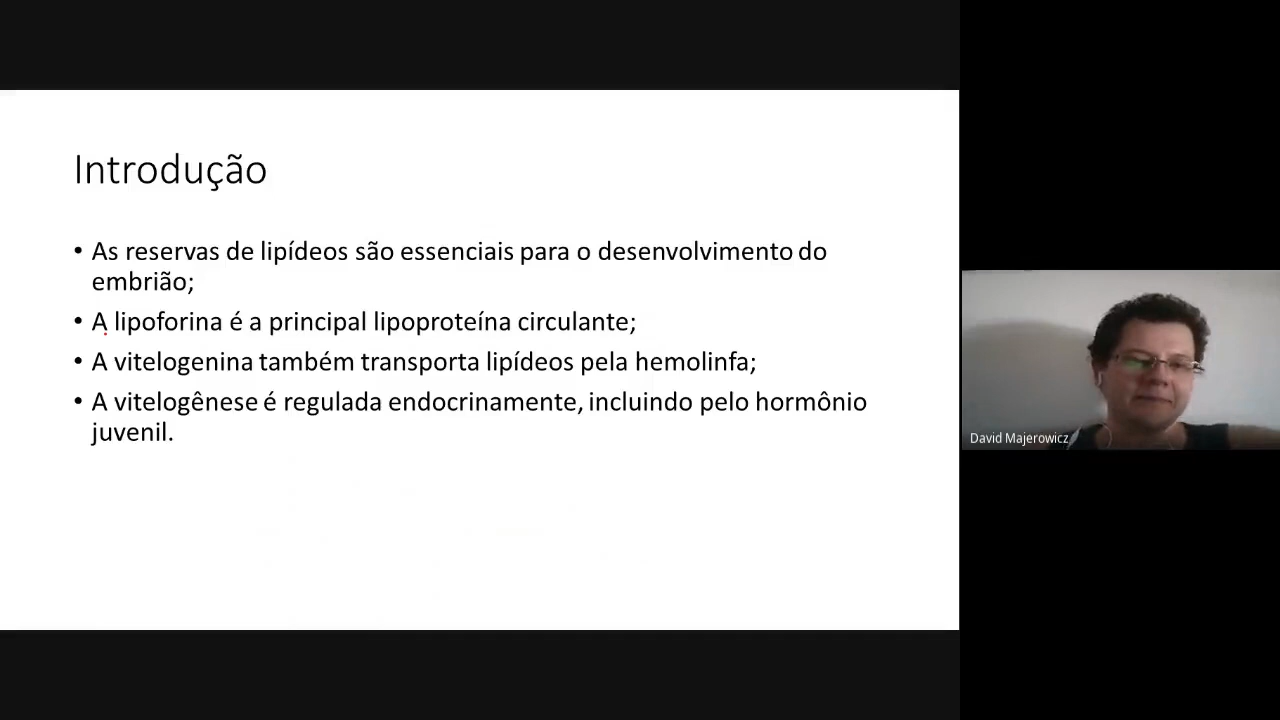 Introdução
• As reservas de lipídeos são essenciais para o desenvolvimento do
embrião;
• A lipoforina é a principal lipoproteína circulante;
• A vitelogenina também transporta lipídeos pela hemolinfa;
• A vitelogênese é regulada endocrinamente, incluindo pelo hormônio
juvenil.
David Majerowicz